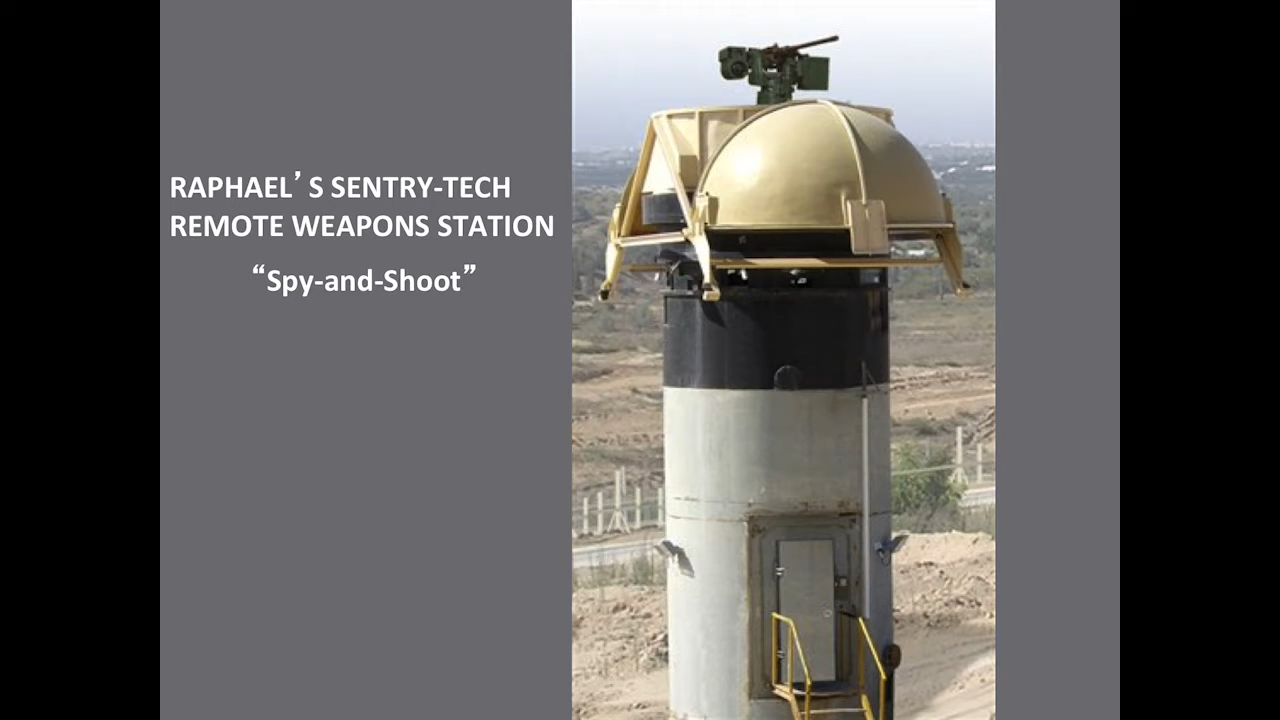 RAPHAEL’S SENTRY-TECH
REMOTE WEAPONS STATION
“Spy-and-Shoot”